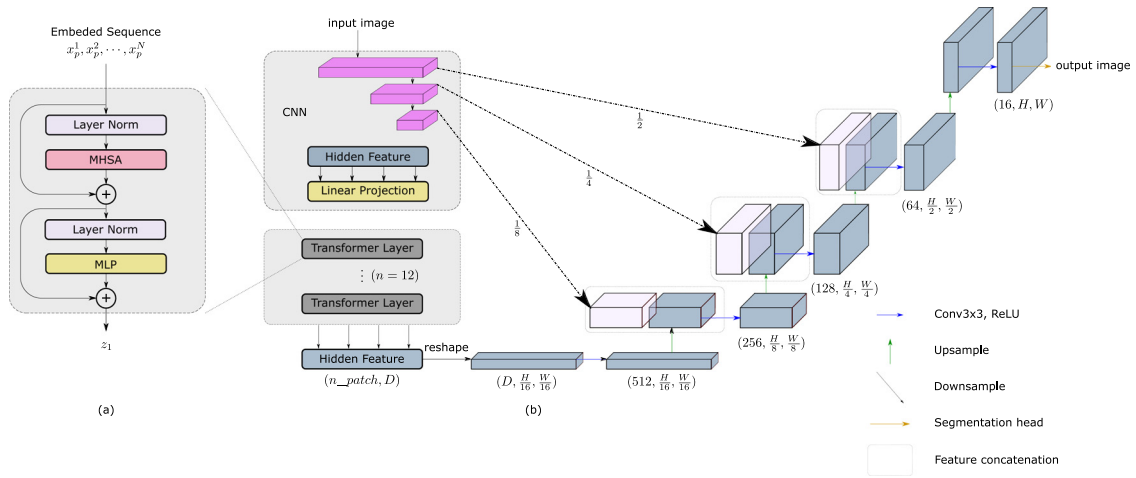 Embeded Sequence
x_p^1, x_p^2, ⋯, x_p^N
Layer Norm
MHSA
+
Layer Norm
MLP
+
z_1
(a)
input image
CNN
Hidden Feature
Linear Projection
Transformer Layer
⋮ (n = 12)
Transformer Layer
Hidden Feature
(n_patch, D)
reshape
(D, H/16, W/16)
(512, H/16, W/16)
(b)
1/2
1/4
1/8
(256, H/8, W/8)
(128, H/4, W/4)
(64, H/2, W/2)
(16, H, W)
output image
Conv3x3, ReLU
Upsample
Downsample
Segmentation head
Feature concatenation